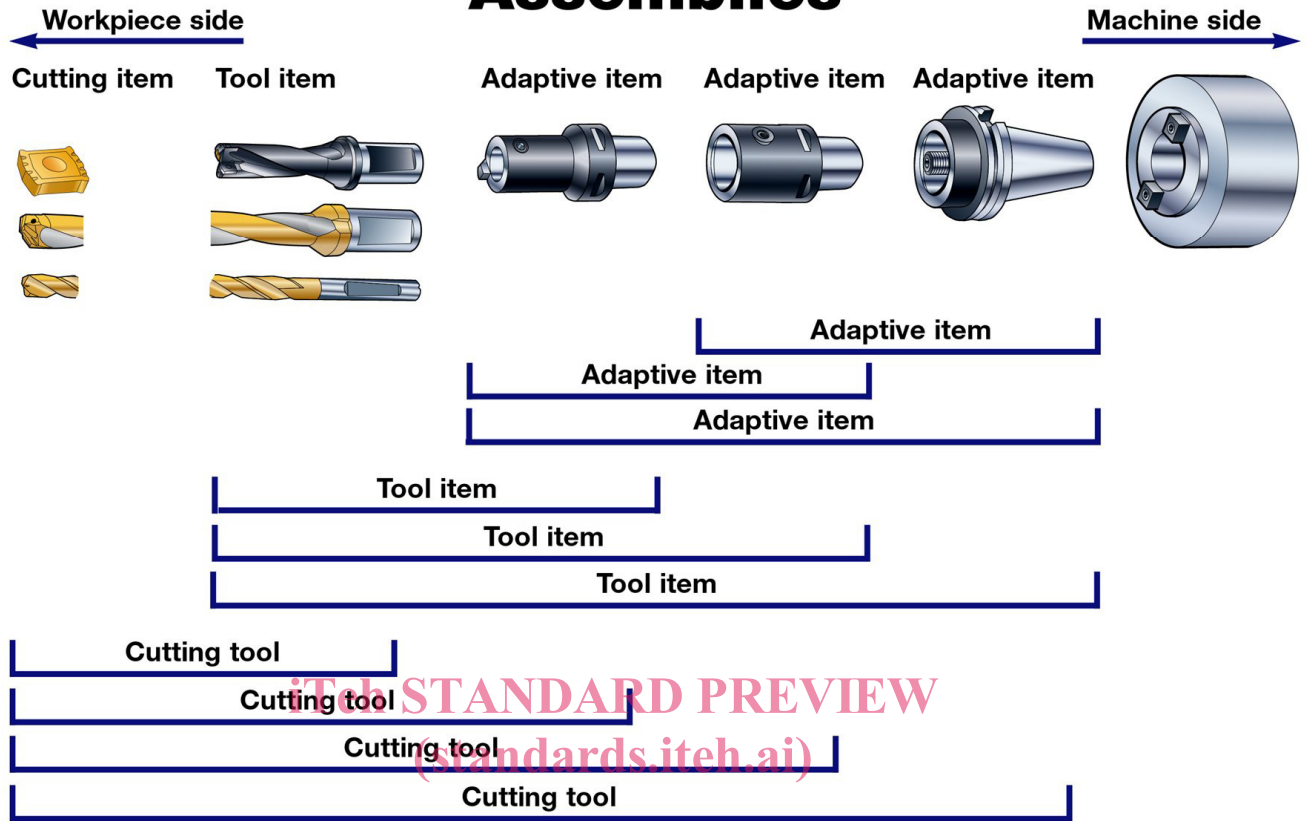 Assemblies
Workpiece side
Machine side
Cutting item
Tool item
Adaptive item
Adaptive item
Adaptive item
Adaptive item
Adaptive item
Adaptive item
Tool item
Tool item
Tool item
Cutting tool
Cutting tool
iTeh STANDARD PREVIEW
Cutting tool
(standards.iteh.ai)
Cutting tool